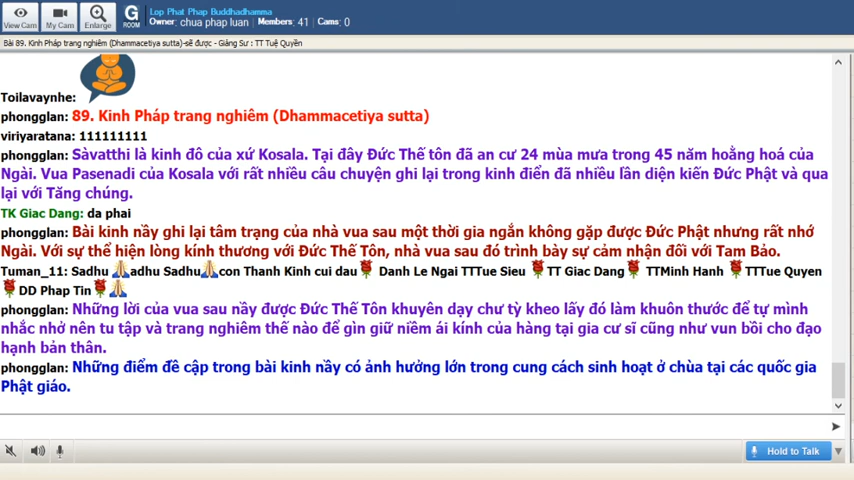 Lop Phat Phap Buddhadhamma
Owner: chua phap luan Members: 41 Cams: 0
View Cam
My Cam
Enlarge
G ROOM
Bài 89. Kinh Pháp trang nghiêm (Dhammacetiya sutta)-sẽ được - Giảng Sư : TT Tuệ Quyền
Toilavaynhe:
phongglan: 89. Kinh Pháp trang nghiêm (Dhammacetiya sutta)
viriyaratana: 111111111
phongglan: Sàvatthi là kinh đô của xứ Kosala. Tại đây Đức Thế tôn đã an cư 24 mùa mưa trong 45 năm hoằng hoá của
Ngài. Vua Pasenadi của Kosala với rất nhiều câu chuyện ghi lại trong kinh điển đã nhiều lần diện kiến Đức Phật và qua
lại với Tăng chúng.
TK Giac Dang: da phai
phongglan: Bài kinh nầy ghi lại tâm trạng của nhà vua sau một thời gia ngắn không gặp được Đức Phật nhưng rất nhớ
Ngài. Với sự thể hiện lòng kính thương với Đức Thế Tôn, nhà vua sau đó trình bày sự cảm nhận đối với Tam Bảo.
Tuman_11: Sadhu 🙏adhu Sadhu🙏con Thanh Kinh cui dau🌹 Danh Le Ngai TTTue Sieu 🌹TT Giac Dang🌹 TTMinh Hanh 🌹TTTue Quyen
🌹DD Phap Tin🌹🙏
phongglan: Những lời của vua sau nầy được Đức Thế Tôn khuyên dạy chư tỳ kheo lấy đó làm khuôn thước để tự mình
nhắc nhở nên tu tập và trang nghiêm thế nào để gìn giữ niềm ái kính của hàng tại gia cư sĩ cũng như vun bồi cho đạo
hạnh bản thân.
phongglan: Những điểm đề cập trong bài kinh nầy có ảnh hưởng lớn trong cung cách sinh hoạt ở chùa tại các quốc gia
Phật giáo.
Hold to Talk